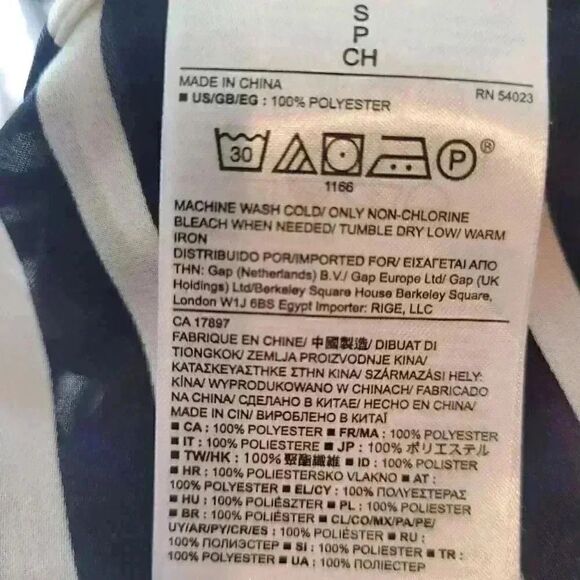 S
P
CH
MADE IN CHINA RN 54023
■ US/GB/EG : 100% POLYESTER
30 P ®
1166
MACHINE WASH COLD/ ONLY NON-CHLORINE
BLEACH WHEN NEEDED/ TUMBLE DRY LOW/ WARM
IRON
DISTRIBUIDO POR/IMPORTED FOR/ ΕΙΣΑΓΕΤΑΙ ΑΠΟ
THN: Gap (Netherlands) B.V./ Gap Europe Ltd/ Gap (UK
Holdings) Ltd/Berkeley Square House Berkeley Square,
London W1J 6BS Egypt Importer: RIGE, LLC
CA 17897
FABRIQUE EN CHINE/ 中國製造/ DIBUAT DI
TIONGKOK/ ZEMLJA PROIZVODNJE KINA/
ΚΑΤΑΣΚΕΥΑΣΤΗΚΕ ΣΤΗΝ ΚΙΝΑ/ SZÁRMAZÁSI HELY:
KÍNA/ WYPRODUKOWANO W CHINACH/ FABRICADO
NA CHINA/ СДЕЛАНО В КИТАЕ/ HECHO EN CHINA/
MADE IN CIN/ ВИРОБЛЕНО В КИТАЇ
■ CA : 100% POLYESTER ■ FR/MA : 100% POLYESTER
■ IT : 100% POLIESTERE ■ JP : 100% ポリエステル
■ TW/HK : 100% 聚酯纖維 ■ ID : 100% POLISTER
■ HR : 100% POLIESTERSKO VLAKNO ■ AT :
100% POLYESTER ■ EL/CY : 100% ΠΟΛΥΕΣΤΕΡΑΣ
■ HU : 100% POLIÉSZTER ■ PL : 100% POLIESTER
■ BR : 100% POLIÉSTER ■ CL/CO/MX/PA/PE/
UY/AR/PY/CR/ES : 100% POLIÉSTER ■ RU :
100% ПОЛИЭСТЕР ■ SI : 100% POLIESTER ■ TR :
100% POLYESTER ■ UA : 100% ПОЛІЕСТЕР